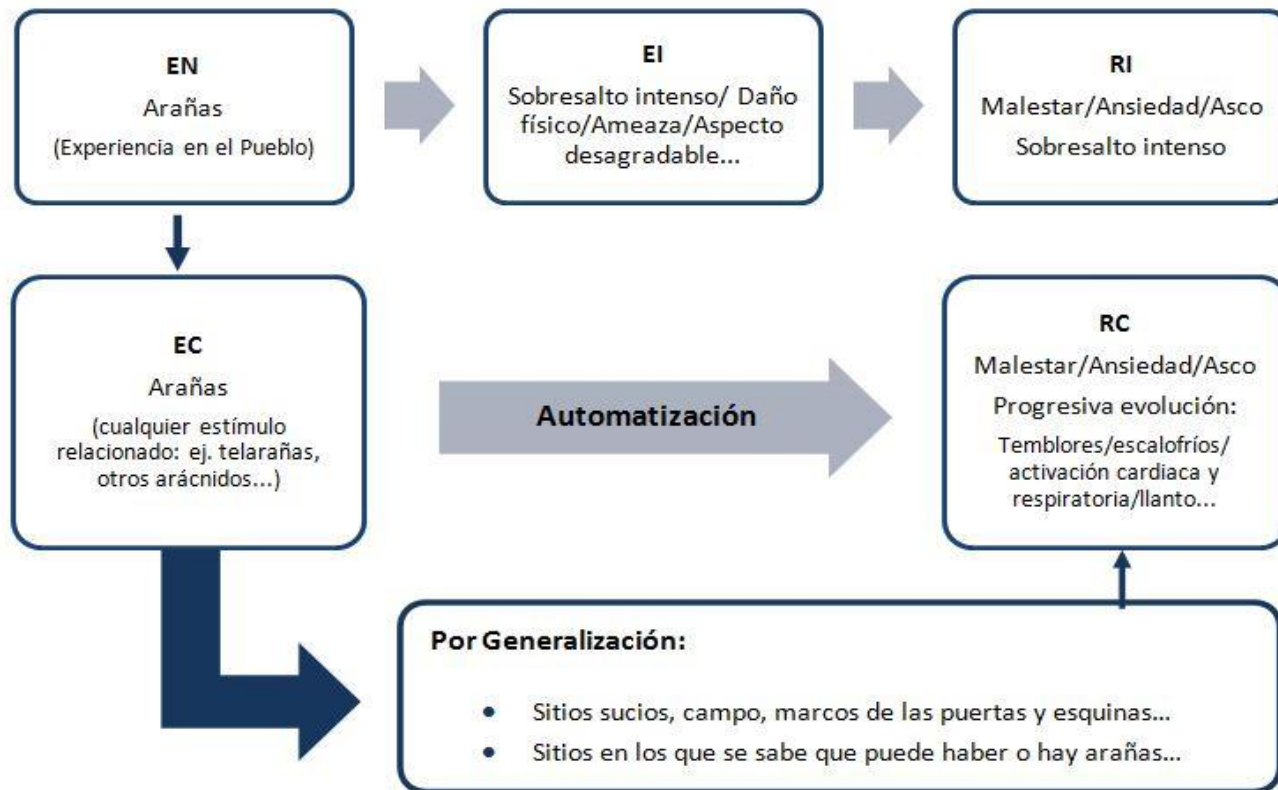 EN
Arañas
(Experiencia en el Pueblo)
EI
Sobresalto intenso/ Daño
físico/Ameaza/Aspecto
desagradable...
RI
Malestar/Ansiedad/Asco
Sobresalto intenso
EC
Arañas
(cualquier estímulo
relacionado: ej. telarañas,
otros arácnidos...)
Automatización
RC
Malestar/Ansiedad/Asco
Progresiva evolución:
Temblores/escalofríos/
activación cardiaca y
respiratoria/llanto...
Por Generalización:
• Sitios sucios, campo, marcos de las puertas y esquinas...
• Sitios en los que se sabe que puede haber o hay arañas...